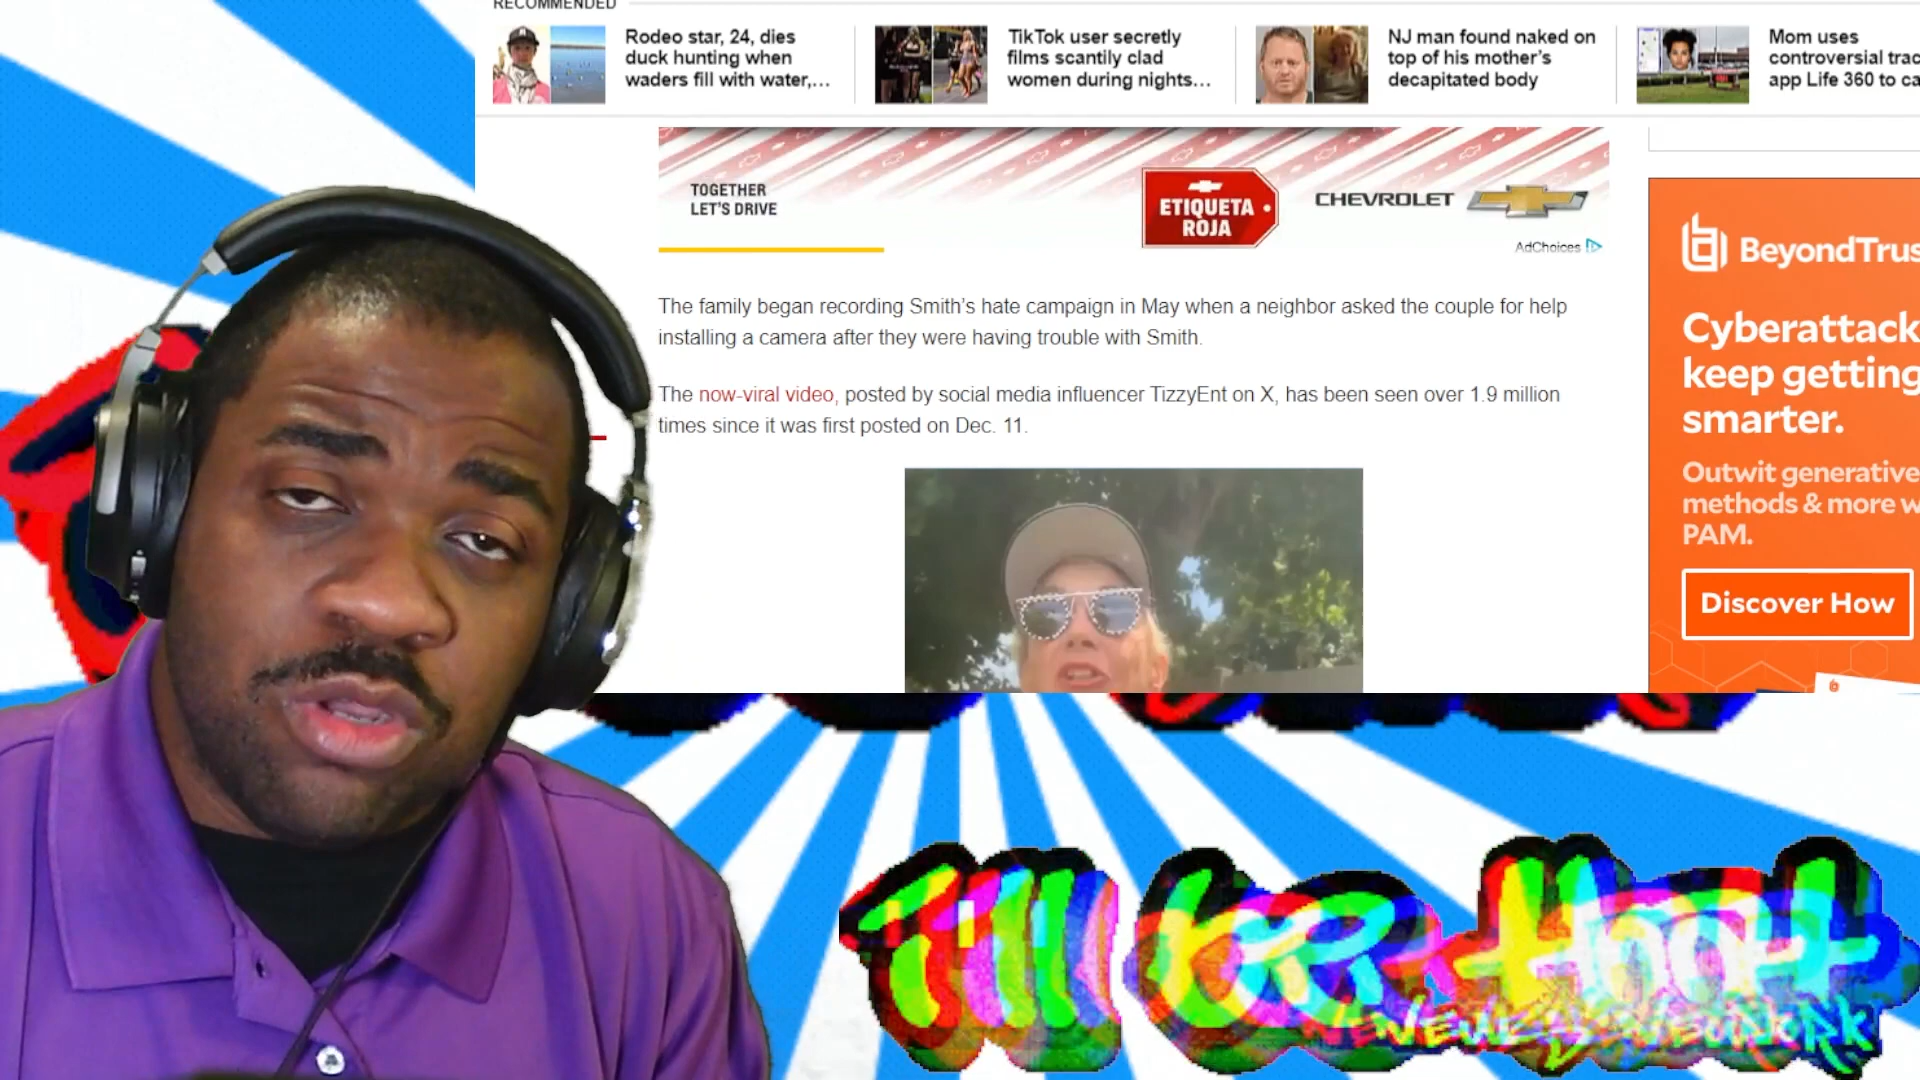 RECOMMENDED
Rodeo star, 24, dies
duck hunting when
waders fill with water,...
TikTok user secretly
films scantily clad
women during nights...
NJ man found naked on
top of his mother's
decapitated body
Mom uses
controversial trac
app Life 360 to ca
TOGETHER
LET'S DRIVE
ETIQUETA
ROJA
CHEVROLET
AdChoices
The family began recording Smith's hate campaign in May when a neighbor asked the couple for help
installing a camera after they were having trouble with Smith.
The now-viral video, posted by social media influencer TizzyEnt on X, has been seen over 1.9 million
times since it was first posted on Dec. 11.
BeyondTrus
Cyberattack
keep getting
smarter.
Outwit generative
methods & more w
PAM.
Discover How